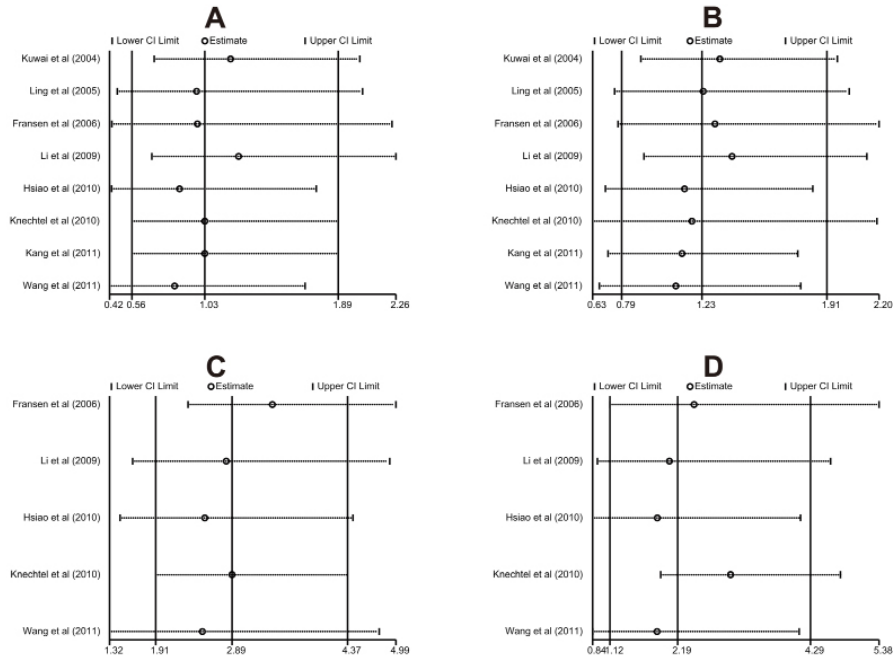 A
Lower CI Limit Estimate Upper CI Limit
Kuwai et al (2004)
Ling et al (2005)
Fransen et al (2006)
Li et al (2009)
Hsiao et al (2010)
Knechtel et al (2010)
Kang et al (2011)
Wang et al (2011)
0.42 0.56 1.03 1.89 2.26
B
Lower CI Limit Estimate Upper CI Limit
Kuwai et al (2004)
Ling et al (2005)
Fransen et al (2006)
Li et al (2009)
Hsiao et al (2010)
Knechtel et al (2010)
Kang et al (2011)
Wang et al (2011)
0.63 0.79 1.23 1.91 2.20
C
Lower CI Limit Estimate Upper CI Limit
Fransen et al (2006)
Li et al (2009)
Hsiao et al (2010)
Knechtel et al (2010)
Wang et al (2011)
1.32 1.91 2.89 4.37 4.99
D
Lower CI Limit Estimate Upper CI Limit
Fransen et al (2006)
Li et al (2009)
Hsiao et al (2010)
Knechtel et al (2010)
Wang et al (2011)
0.84 1.12 2.19 4.29 5.38